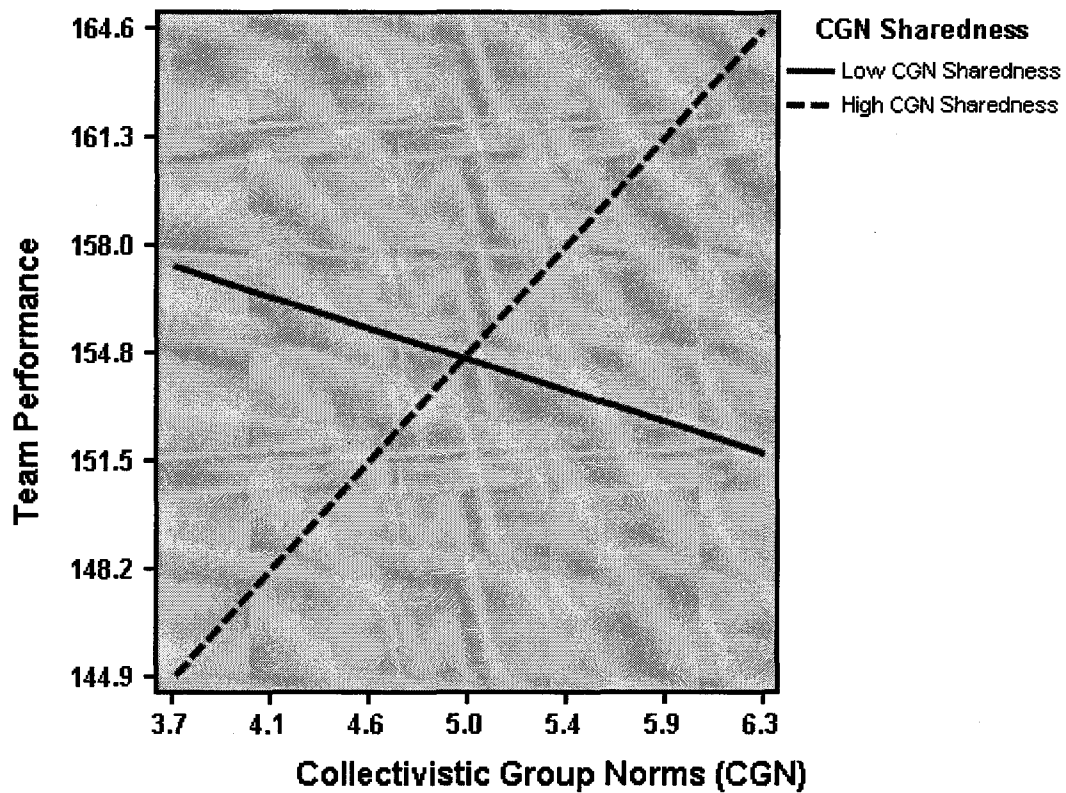 CGN Sharedness
Low CGN Sharedness
High CGN Sharedness
Team Performance
164.6
161.3
158.0
154.8
151.5
148.2
144.9
3.7 4.1 4.6 5.0 5.4 5.9 6.3
Collectivistic Group Norms (CGN)